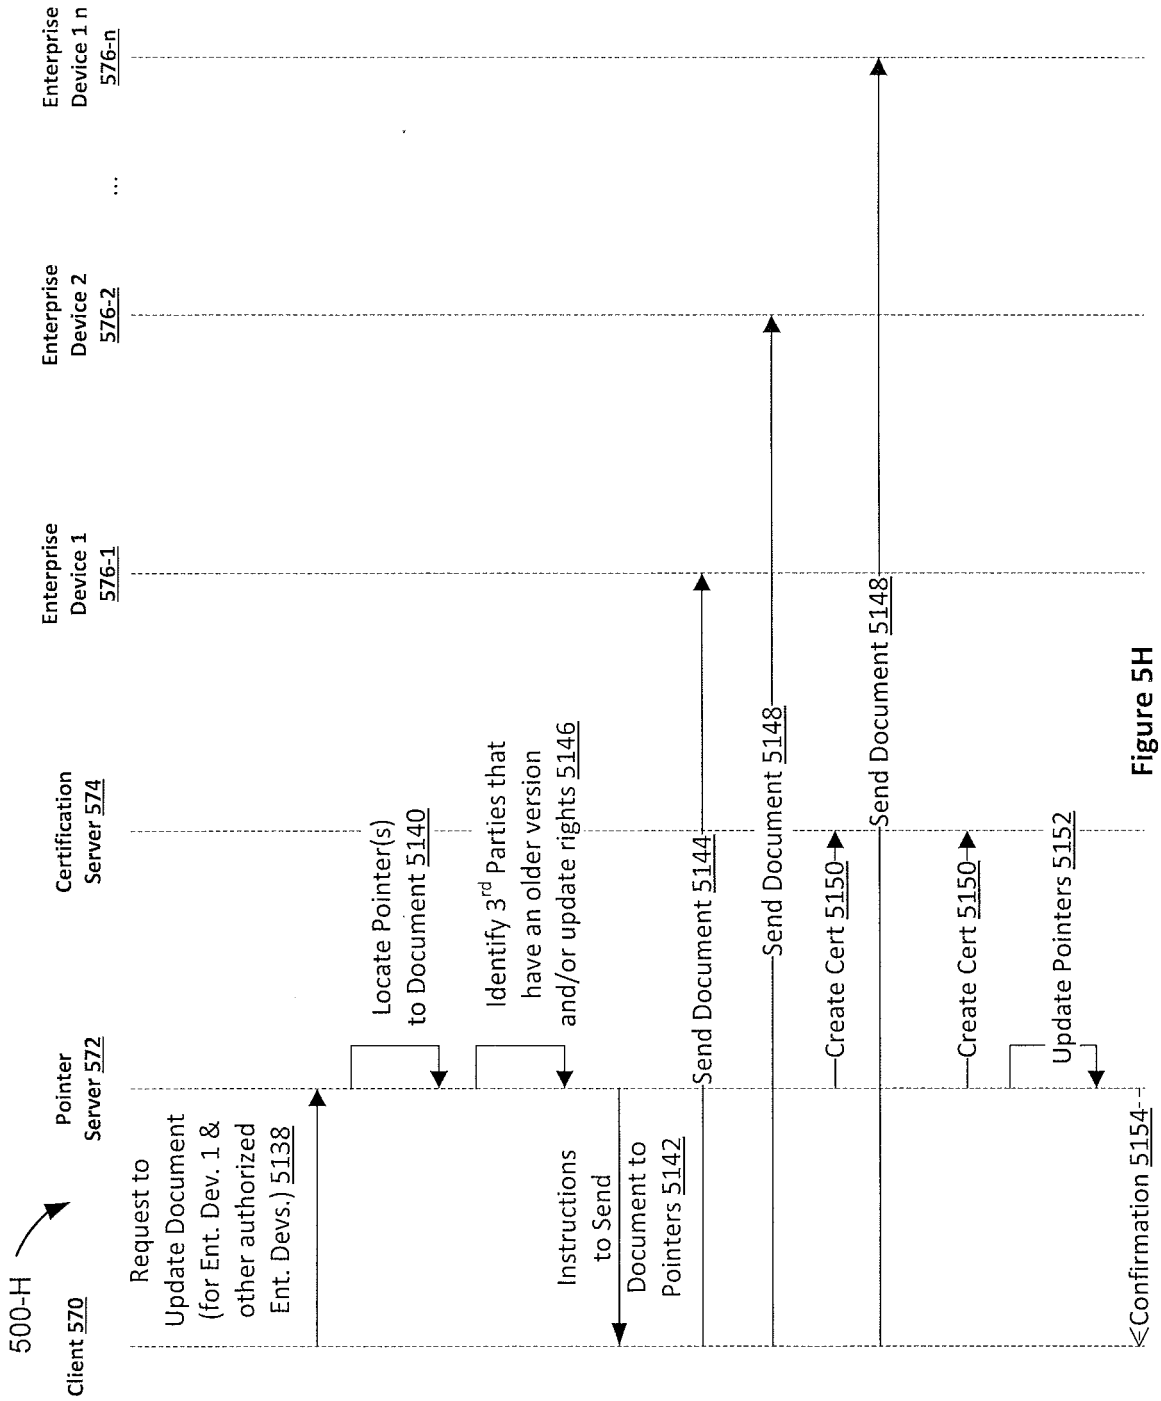 500-H
Client 570
Pointer
Server 572
Certification
Server 574
Enterprise
Device 1
576-1
Enterprise
Device 2
576-2
...
Enterprise
Device 1 n
576-n
Request to
Update Document
(for Ent. Dev. 1 &
other authorized
Ent. Devs.) 5138
Locate Pointer(s)
to Document 5140
Identify 3rd Parties that
have an older version
and/or update rights 5146
Instructions
to Send
Document to
Pointers 5142
Send Document 5144
Send Document 5148
Create Cert 5150
Send Document 5148
Create Cert 5150
Update Pointers 5152
Confirmation 5154
Figure 5H